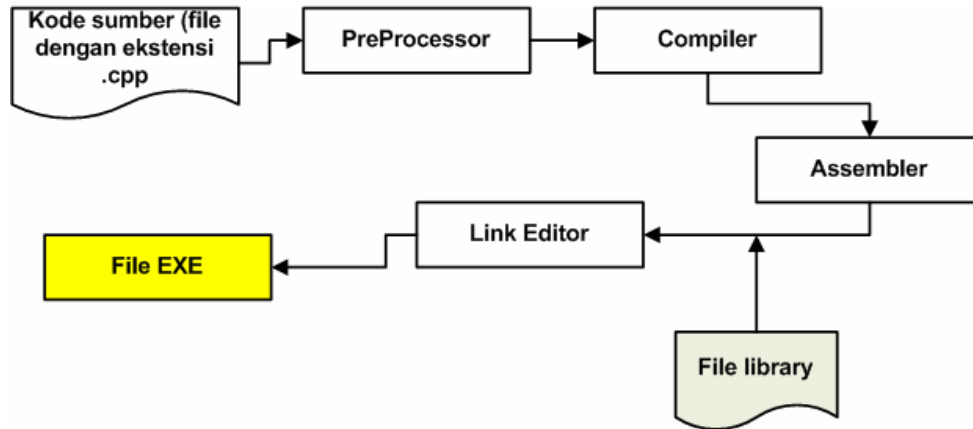 Kode sumber (file
dengan ekstensi
.cpp
PreProcessor
Compiler
Assembler
Link Editor
File EXE
File library